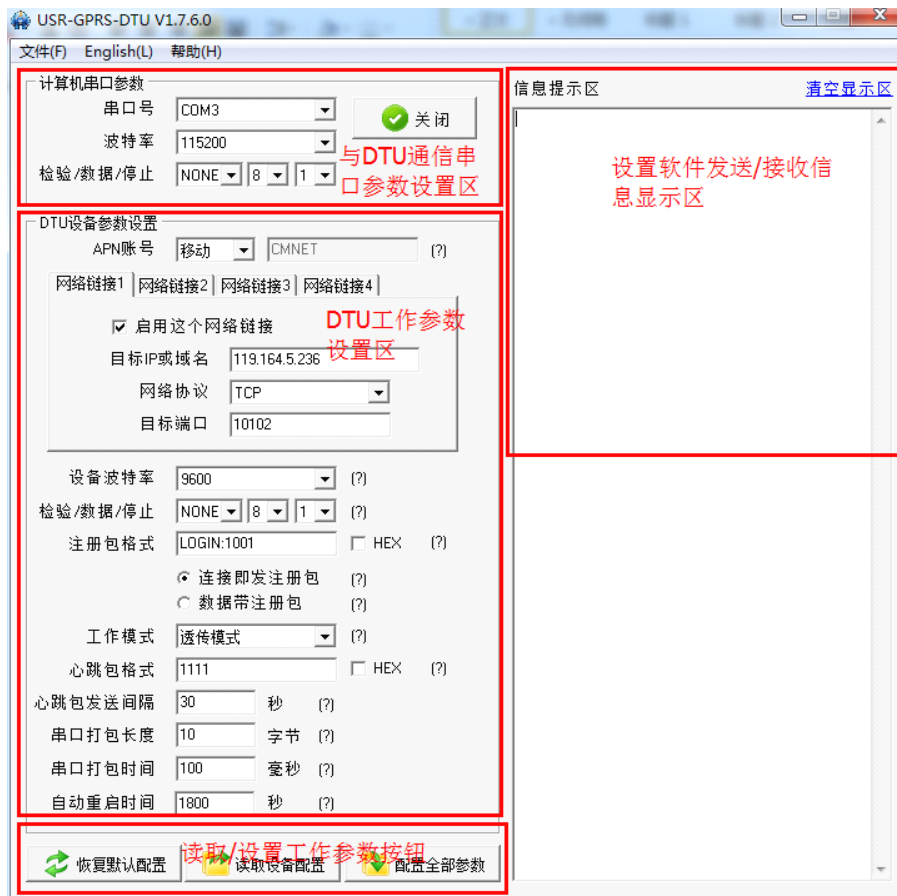 USR-GPRS-DTU V1.7.6.0
文件(F) English(L) 帮助(H)
计算机串口参数
串口号 COM3 关闭
波特率 115200
检验/数据/停止 NONE 8 1
与DTU通信串
口参数设置区
DTU设备参数设置
APN账号 移动 CMNET (?)
网络链接1 网络链接2 网络链接3 网络链接4
启用这个网络链接
DTU工作参数
设置区
目标IP或域名 119.164.5.236
网络协议 TCP
目标端口 10102
设备波特率 9600 (?)
检验/数据/停止 NONE 8 1 (?)
注册包格式 LOGIN:1001 HEX (?)
连接即发注册包 (?)
数据带注册包 (?)
工作模式 透传模式 (?)
心跳包格式 1111 HEX (?)
心跳包发送间隔 30 秒 (?)
串口打包长度 10 字节 (?)
串口打包时间 100 毫秒 (?)
自动重启时间 1800 秒 (?)
读取/设置工作参数按钮
恢复默认配置 读取设备配置 配置全部参数
信息提示区 清空显示区
设置软件发送/接收信
息显示区